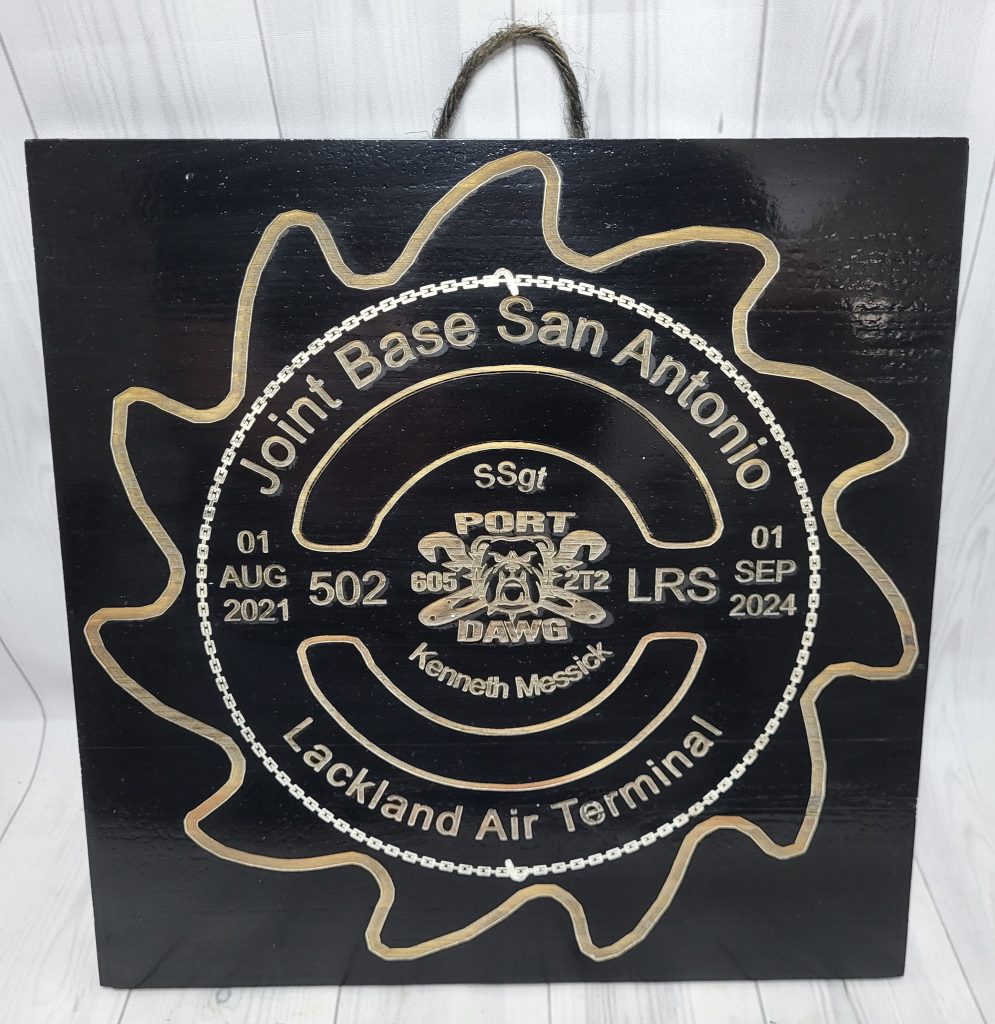 Joint Base San Antonio
SSgt
PORT
01
AUG
2021
502
605
2T2
LRS
01
SEP
2024
DAWG
Kenneth Messick
Lackland Air Terminal